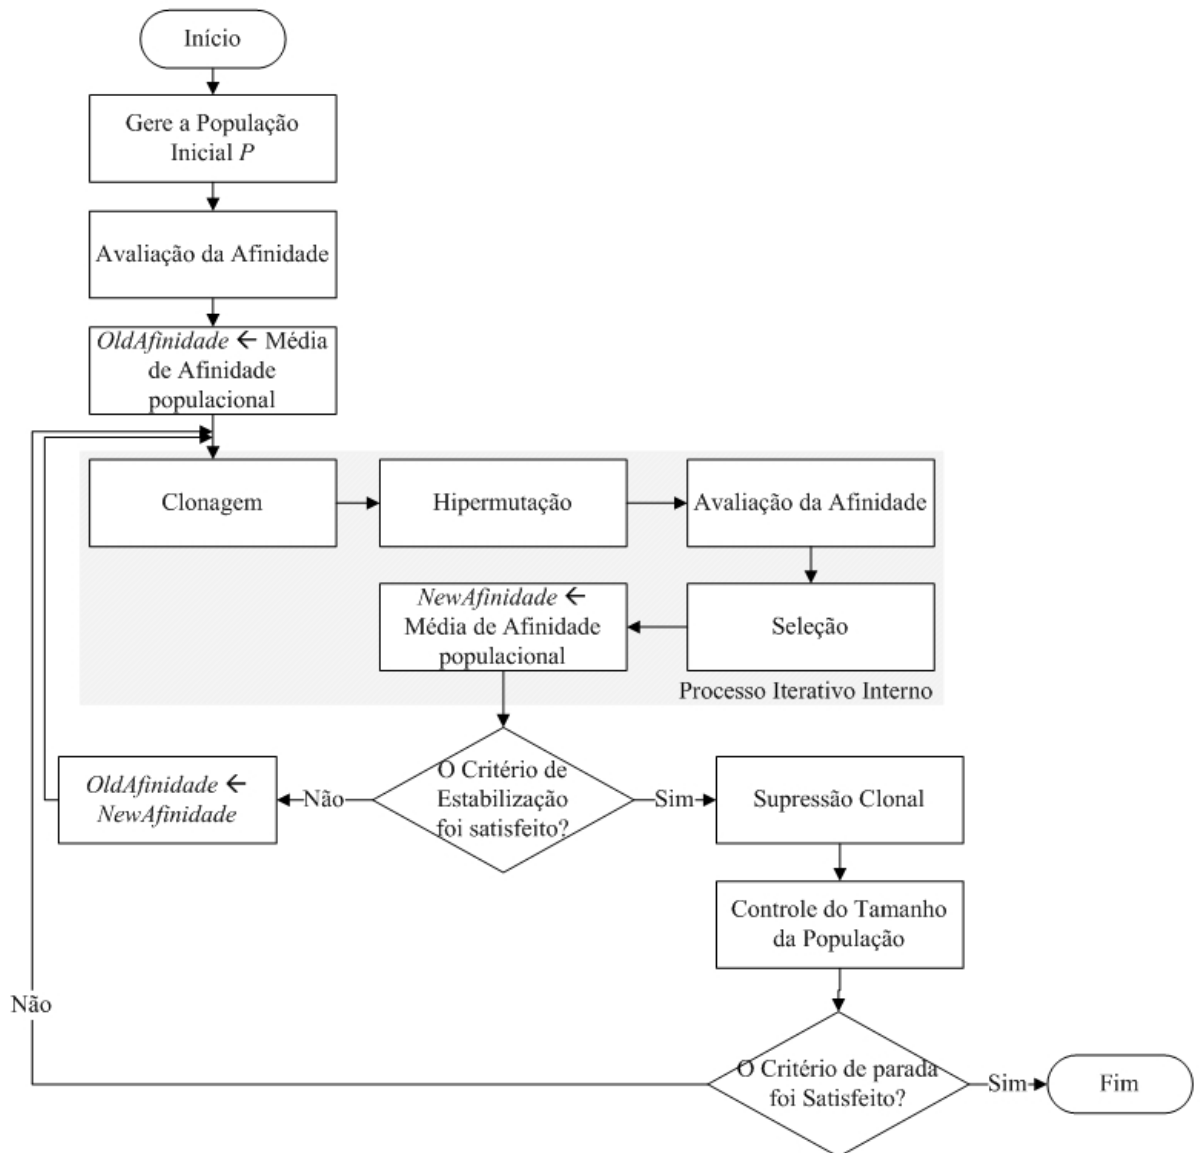 Início
Gere a População
Inicial P
Avaliação da Afinidade
OldAfinidade ← Média
de Afinidade
populacional
Clonagem
Hipermutação
Avaliação da Afinidade
NewAfinidade ←
Média de Afinidade
populacional
Seleção
Processo Iterativo Interno
OldAfinidade ←
NewAfinidade
Não
O Critério de
Estabilização
foi satisfeito?
Sim
Supressão Clonal
Controle do Tamanho
da População
Não
O Critério de parada
foi Satisfeito?
Sim
Fim